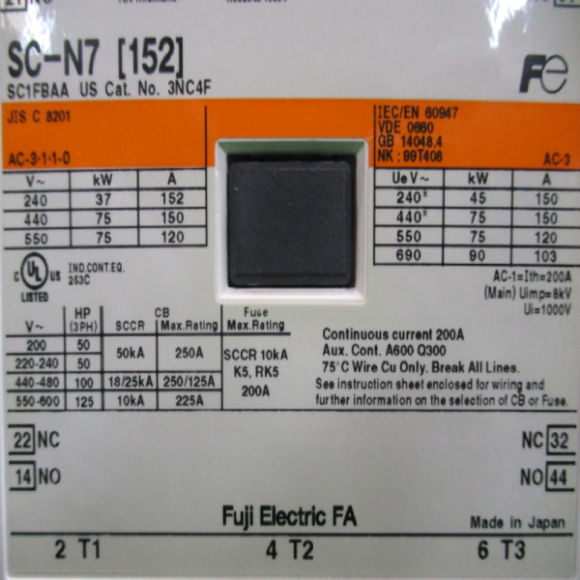 SC-N7 [152]
SC1FBAA US Cat. No. 3NC4F
Fe
JIS C 8201
AC-3·1·1-0
IEC/EN 60947
VDE 0660
GB 14048.4
NK : 99T408
AC-3
V~ kW A
240 37 152
440 75 150
550 75 120
Ue V~ kW A
240* 45 150
440* 75 150
550 75 120
690 90 103
C UL US IND.CONT.EQ.
253C
LISTED
AC-1=Ith=200A
(Main) Uimp=8kV
Ui=1000V
V~ HP (3PH) SCCR CB Max.Rating Fuse Max.Rating
200 50 50kA 250A SCCR 10kA
220-240 50 K5, RK5
440-480 100 18/25kA 250/125A 200A
550-600 125 10kA 225A
Continuous current 200A
Aux. Cont. A600 Q300
75°C Wire Cu Only. Break All Lines.
See instruction sheet enclosed for wiring and
further information on the selection of CB or Fuse.
22 NC
NC 32
14 NO
NO 44
Fuji Electric FA
Made in Japan
2 T1 4 T2 6 T3